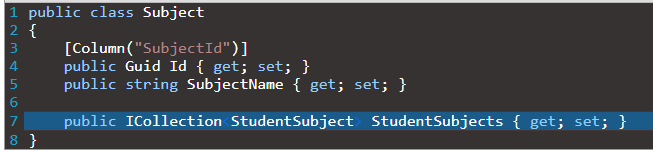 1 public class Subject
2 {
3     [Column("SubjectId")]
4     public Guid Id { get; set; }
5     public string SubjectName { get; set; }
6
7     public ICollection<StudentSubject> StudentSubjects { get; set; }
8 }